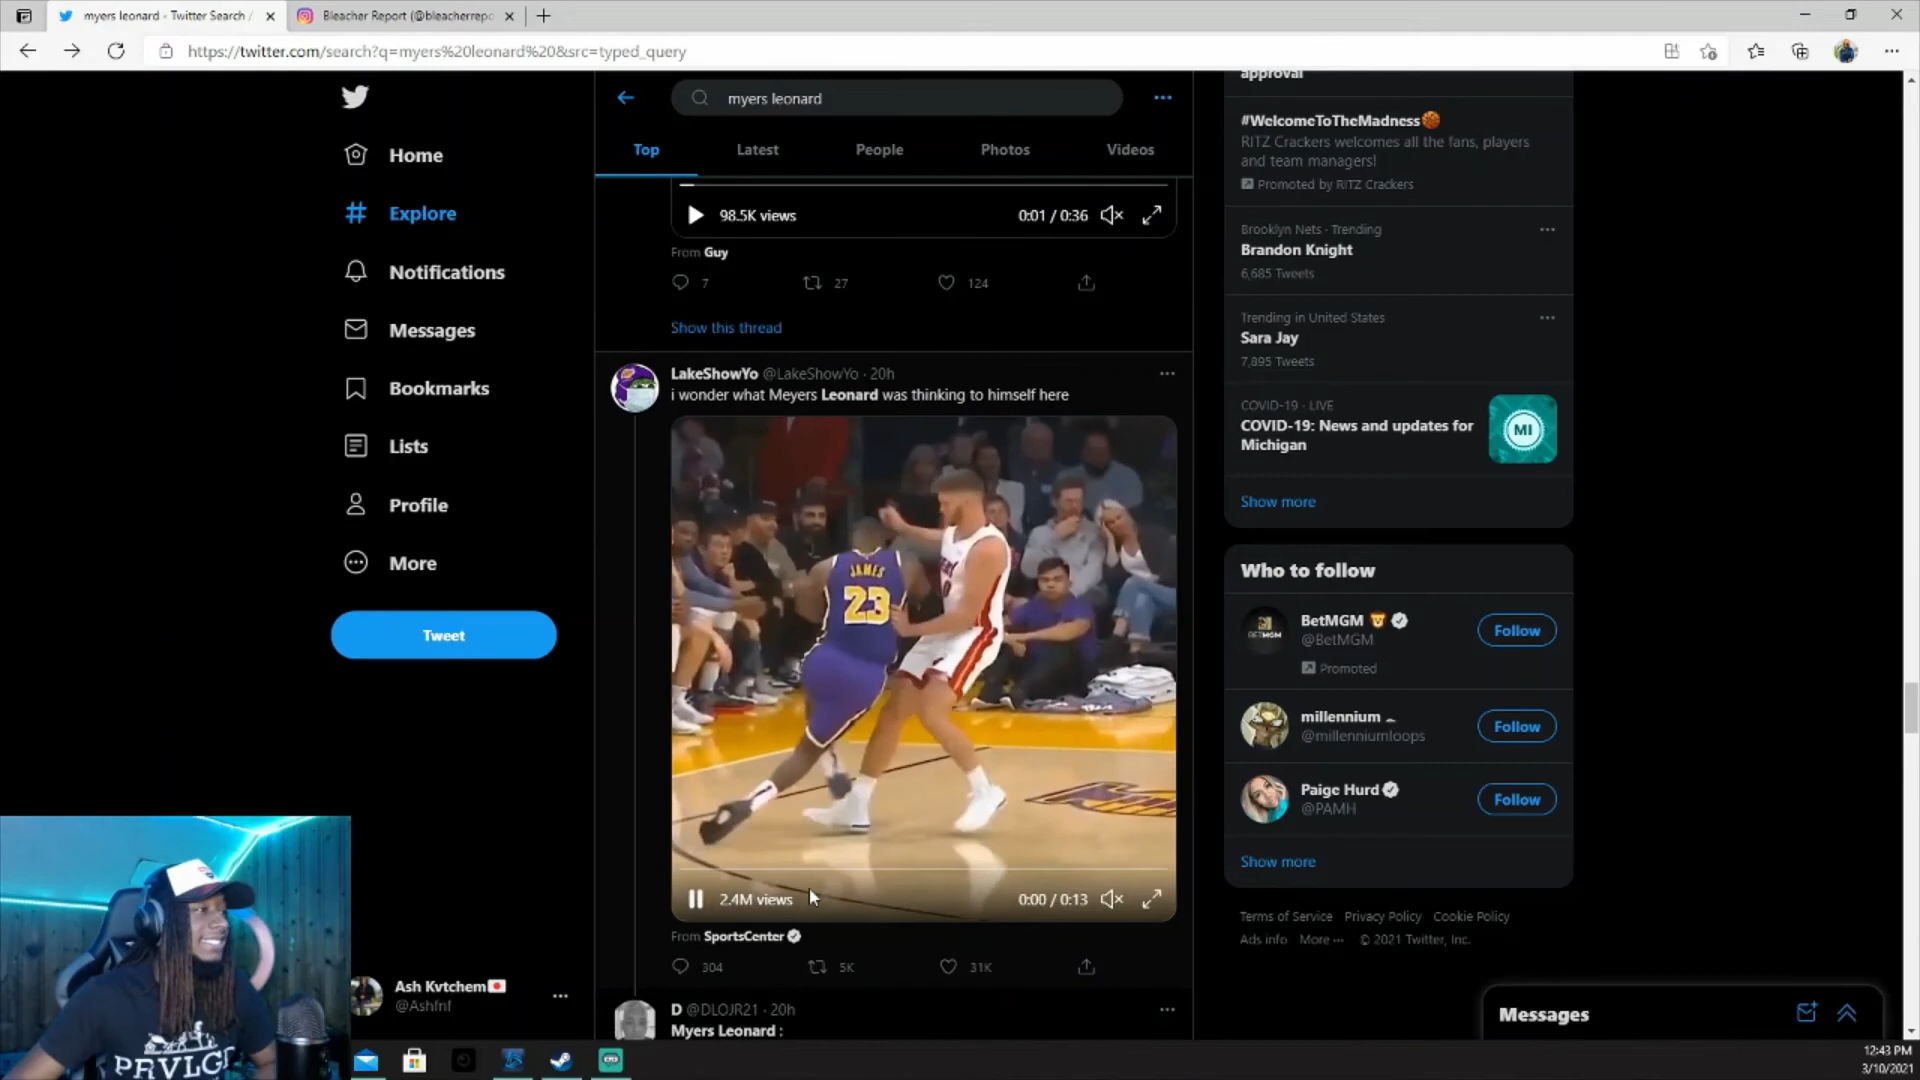 myers leonard - Twitter Search /
Bleacher Report (@bleacherrepo
https://twitter.com/search?q=myers%20leonard%20&src=typed_query
Home
Explore
Notifications
Messages
Bookmarks
Lists
Profile
More
Tweet
Ash Kvtchem
@Ashfnf
myers leonard
Top
Latest
People
Photos
Videos
98.5K views
0:01 / 0:36
From Guy
7
27
124
Show this thread
LakeShowYo @LakeShowYo · 20h
i wonder what Meyers Leonard was thinking to himself here
JAMES
23
2.4M views
0:00 / 0:13
From SportsCenter
304
5K
31K
D @DLOJR21 · 20h
Myers Leonard :
approval
#WelcomeToTheMadness
RITZ Crackers welcomes all the fans, players
and team managers!
Promoted by RITZ Crackers
Brooklyn Nets · Trending
Brandon Knight
6,685 Tweets
Trending in United States
Sara Jay
7,895 Tweets
COVID-19 · LIVE
COVID-19: News and updates for
Michigan
MI
Show more
Who to follow
BetMGM
@BetMGM
Promoted
Follow
millennium
@millenniumloops
Follow
Paige Hurd
@PAMH
Follow
Show more
Terms of Service Privacy Policy Cookie Policy
Ads info More ··· © 2021 Twitter, Inc.
Messages
PRVLG
12:43 PM
3/10/2021